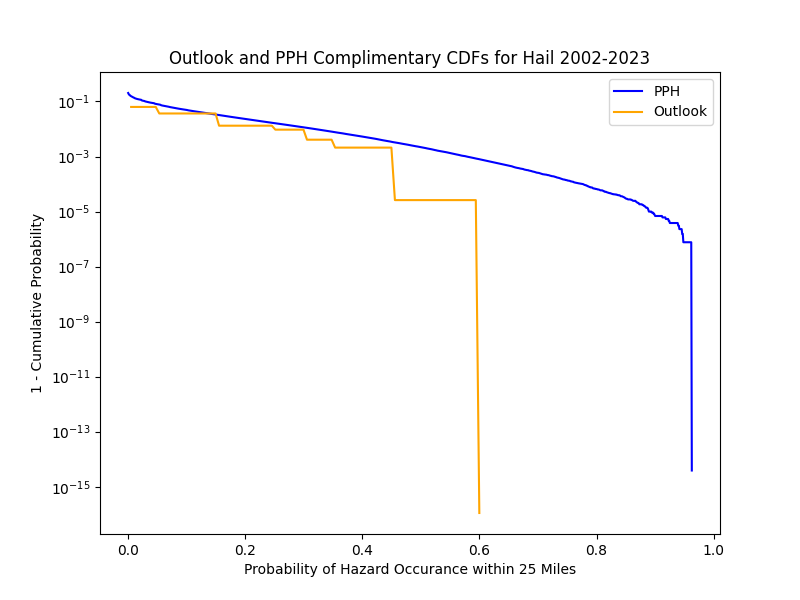 Outlook and PPH Complimentary CDFs for Hail 2002-2023
PPH
Outlook
1 - Cumulative Probability
10⁻¹
10⁻³
10⁻⁵
10⁻⁷
10⁻⁹
10⁻¹¹
10⁻¹³
10⁻¹⁵
0.0 0.2 0.4 0.6 0.8 1.0
Probability of Hazard Occurance within 25 Miles